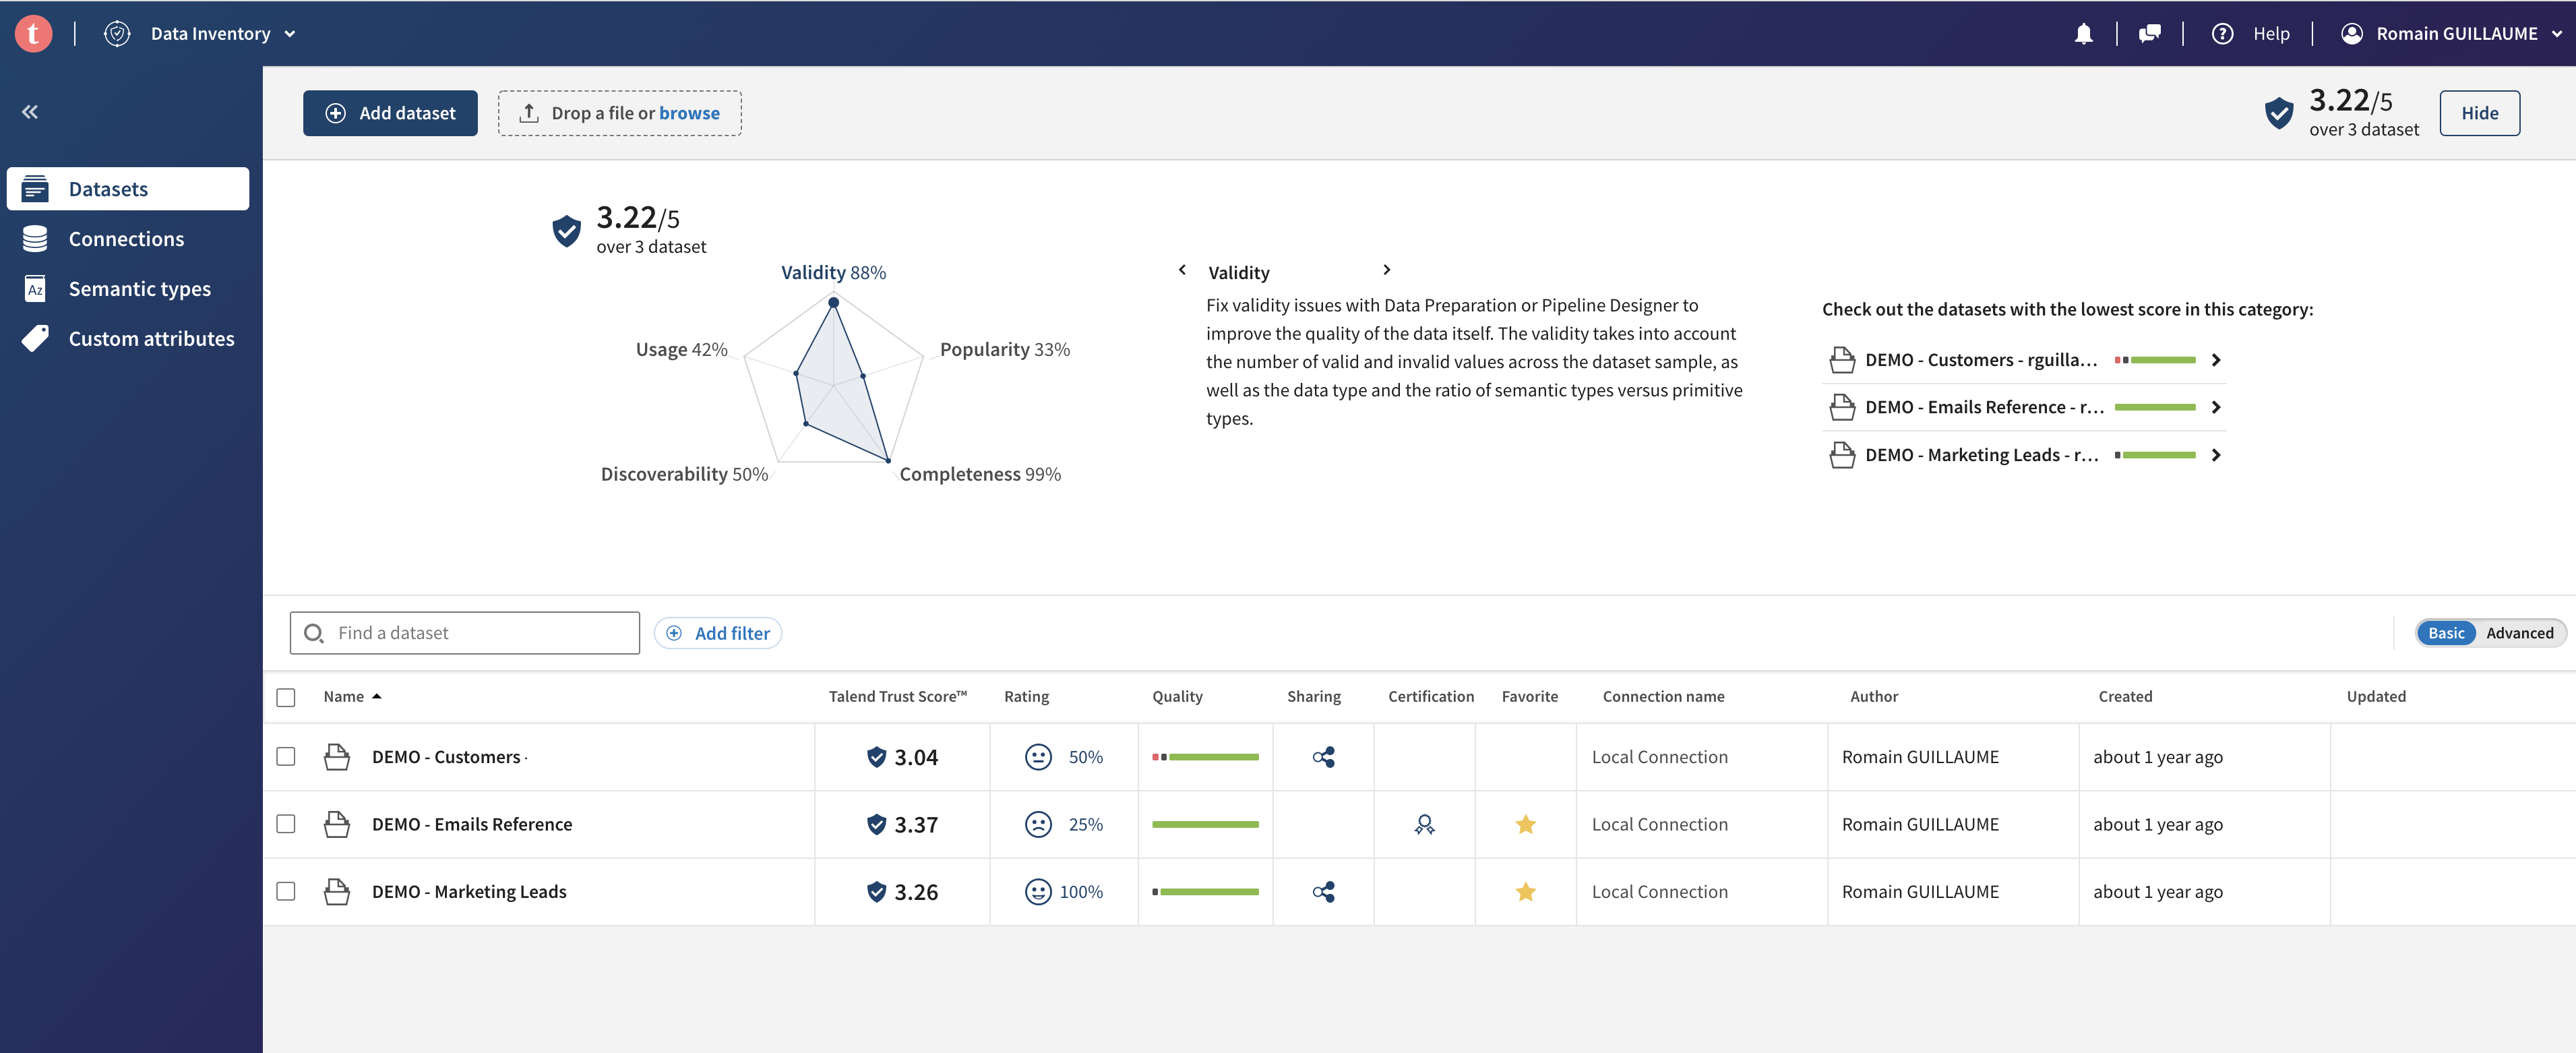 t
Data Inventory
Help
Romain GUILLAUME
Add dataset
Drop a file or browse
3.22/5
over 3 dataset
Hide
Datasets
Connections
Az
Semantic types
Custom attributes
3.22/5
over 3 dataset
Validity 88%
Usage 42%
Popularity 33%
Discoverability 50%
Completeness 99%
Validity
Fix validity issues with Data Preparation or Pipeline Designer to
improve the quality of the data itself. The validity takes into account
the number of valid and invalid values across the dataset sample, as
well as the data type and the ratio of semantic types versus primitive
types.
Check out the datasets with the lowest score in this category:
DEMO - Customers - rguilla...
DEMO - Emails Reference - r...
DEMO - Marketing Leads - r...
Find a dataset
Add filter
Basic Advanced
Name Talend Trust Score™ Rating Quality Sharing Certification Favorite Connection name Author Created Updated
DEMO - Customers · 3.04 50% Local Connection Romain GUILLAUME about 1 year ago
DEMO - Emails Reference 3.37 25% Local Connection Romain GUILLAUME about 1 year ago
DEMO - Marketing Leads 3.26 100% Local Connection Romain GUILLAUME about 1 year ago